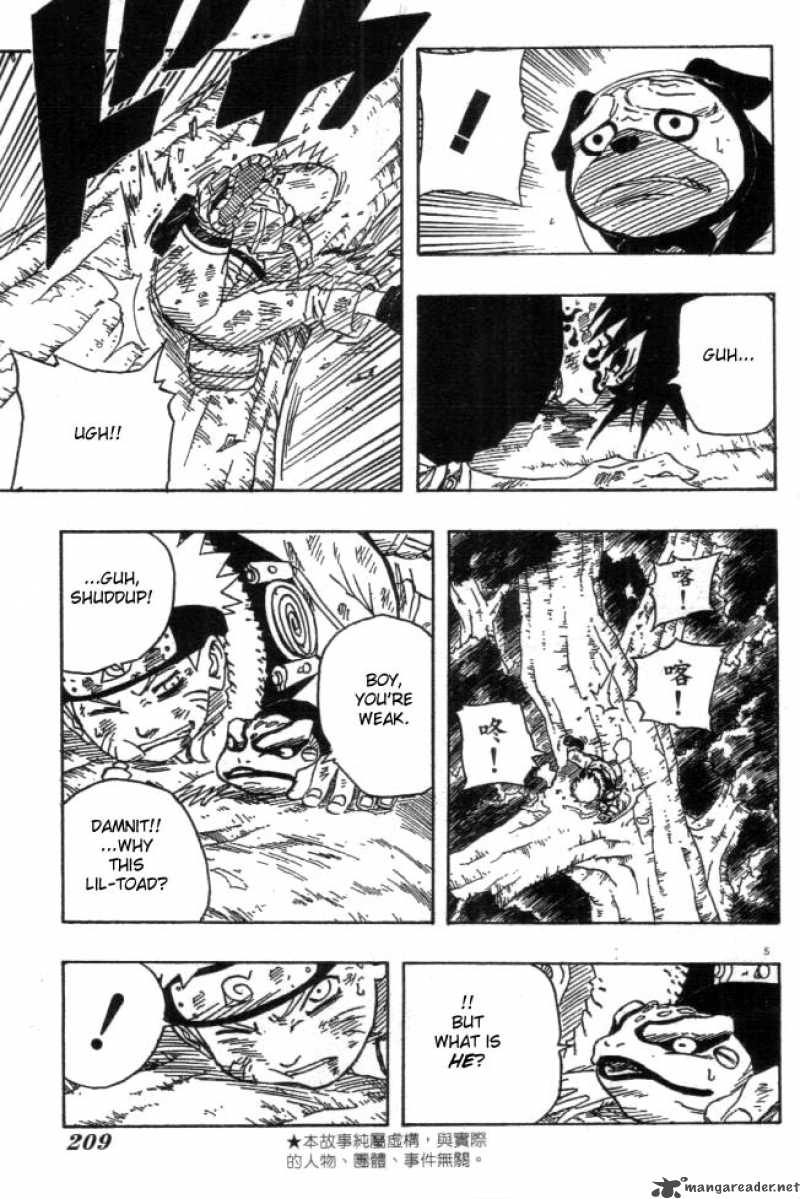 !
UGH!!
GUH...
喀!
喀!
咚!
BOY,
YOU'RE
WEAK.
...GUH,
SHUDDUP!
DAMNIT!!
...WHY
THIS
LIL-TOAD?
5
!!
BUT
WHAT IS
HE?
!
209
★本故事純屬虛構，與實際
的人物、團體、事件無關。
mangareader.net